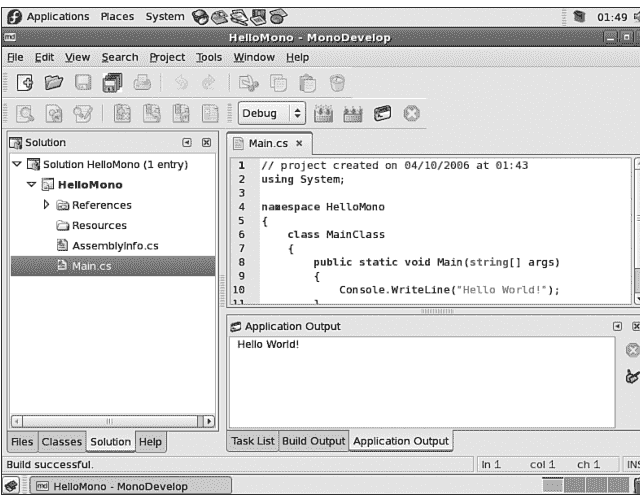 Applications Places System 01:49
HelloMono - MonoDevelop
File Edit View Search Project Tools Window Help
Debug
Solution
Solution HelloMono (1 entry)
HelloMono
References
Resources
AssemblyInfo.cs
Main.cs
Files Classes Solution Help
Main.cs
1 // project created on 04/10/2006 at 01:43
2 using System;
3
4 namespace HelloMono
5 {
6 class MainClass
7 {
8 public static void Main(string[] args)
9 {
10 Console.WriteLine("Hello World!");
11 }
Application Output
Hello World!
Task List Build Output Application Output
Build successful. ln 1 col 1 ch 1 INS
md HelloMono - MonoDevelop